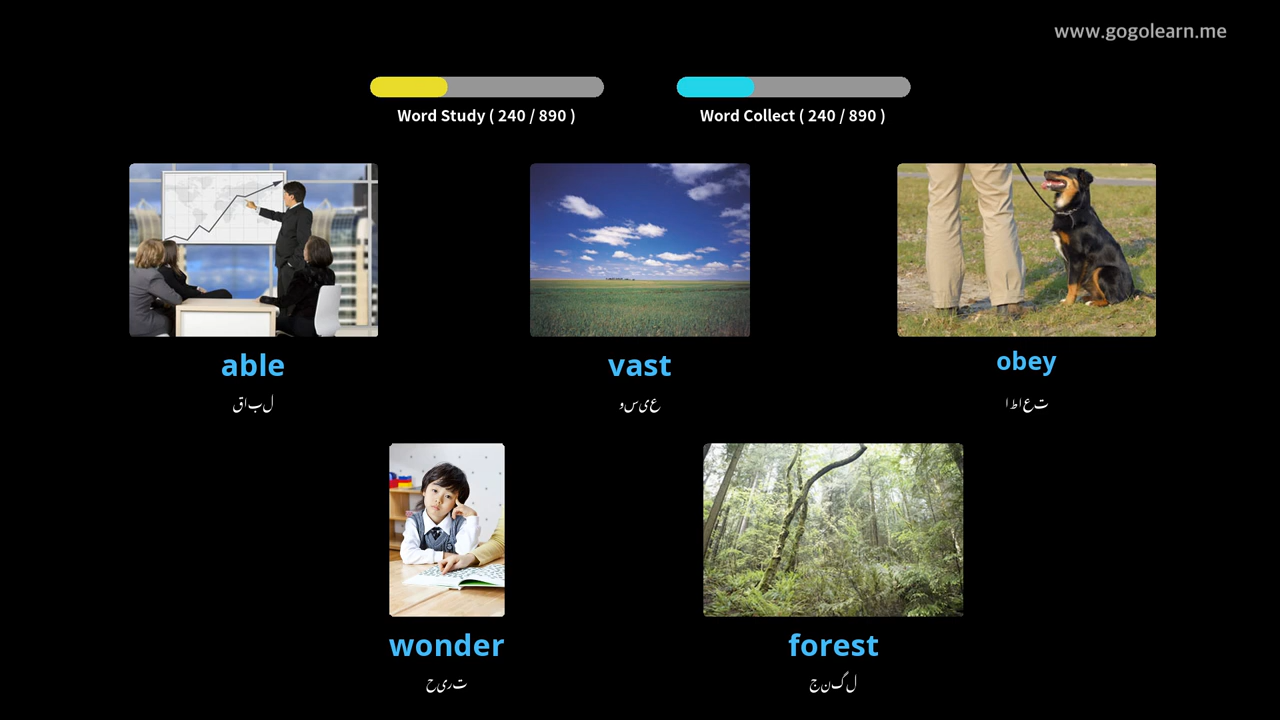 www.gogolearn.me
Word Study ( 240 / 890 )
Word Collect ( 240 / 890 )
able
قابل
vast
وسیع
obey
اطاعت
wonder
حیرت
forest
جنگل